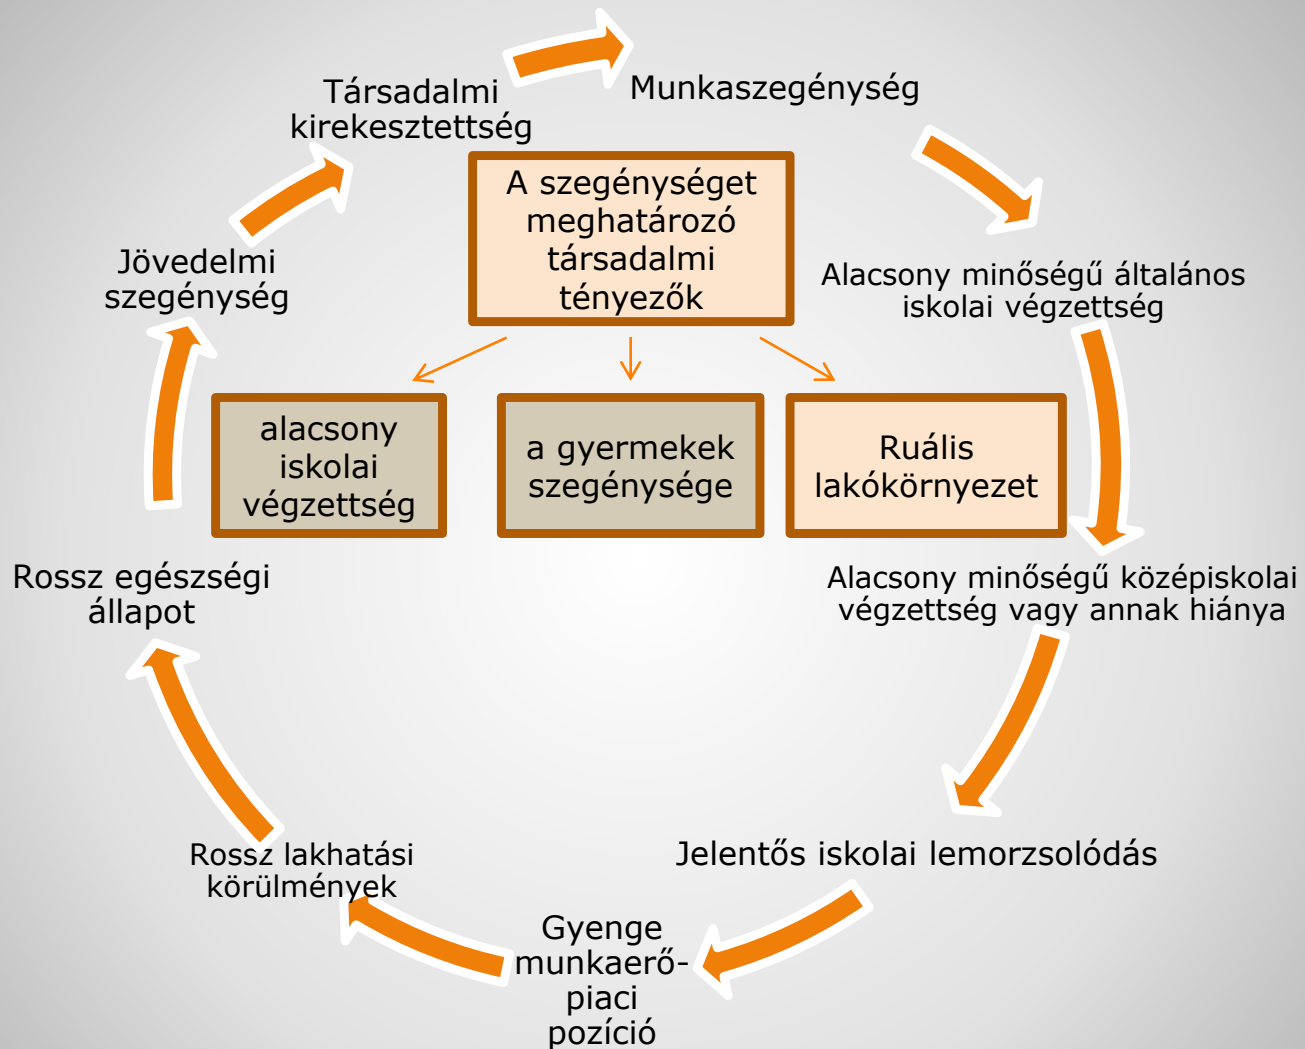 Társadalmi
kirekesztettség
Munkaszegénység
A szegénységet
meghatározó
társadalmi
tényezők
Jövedelmi
szegénység
Alacsony minőségű általános
iskolai végzettség
alacsony
iskolai
végzettség
a gyermekek
szegénysége
Ruális
lakókörnyezet
Rossz egészségi
állapot
Alacsony minőségű középiskolai
végzettség vagy annak hiánya
Rossz lakhatási
körülmények
Jelentős iskolai lemorzsolódás
Gyenge
munkaerő-
piaci
pozíció